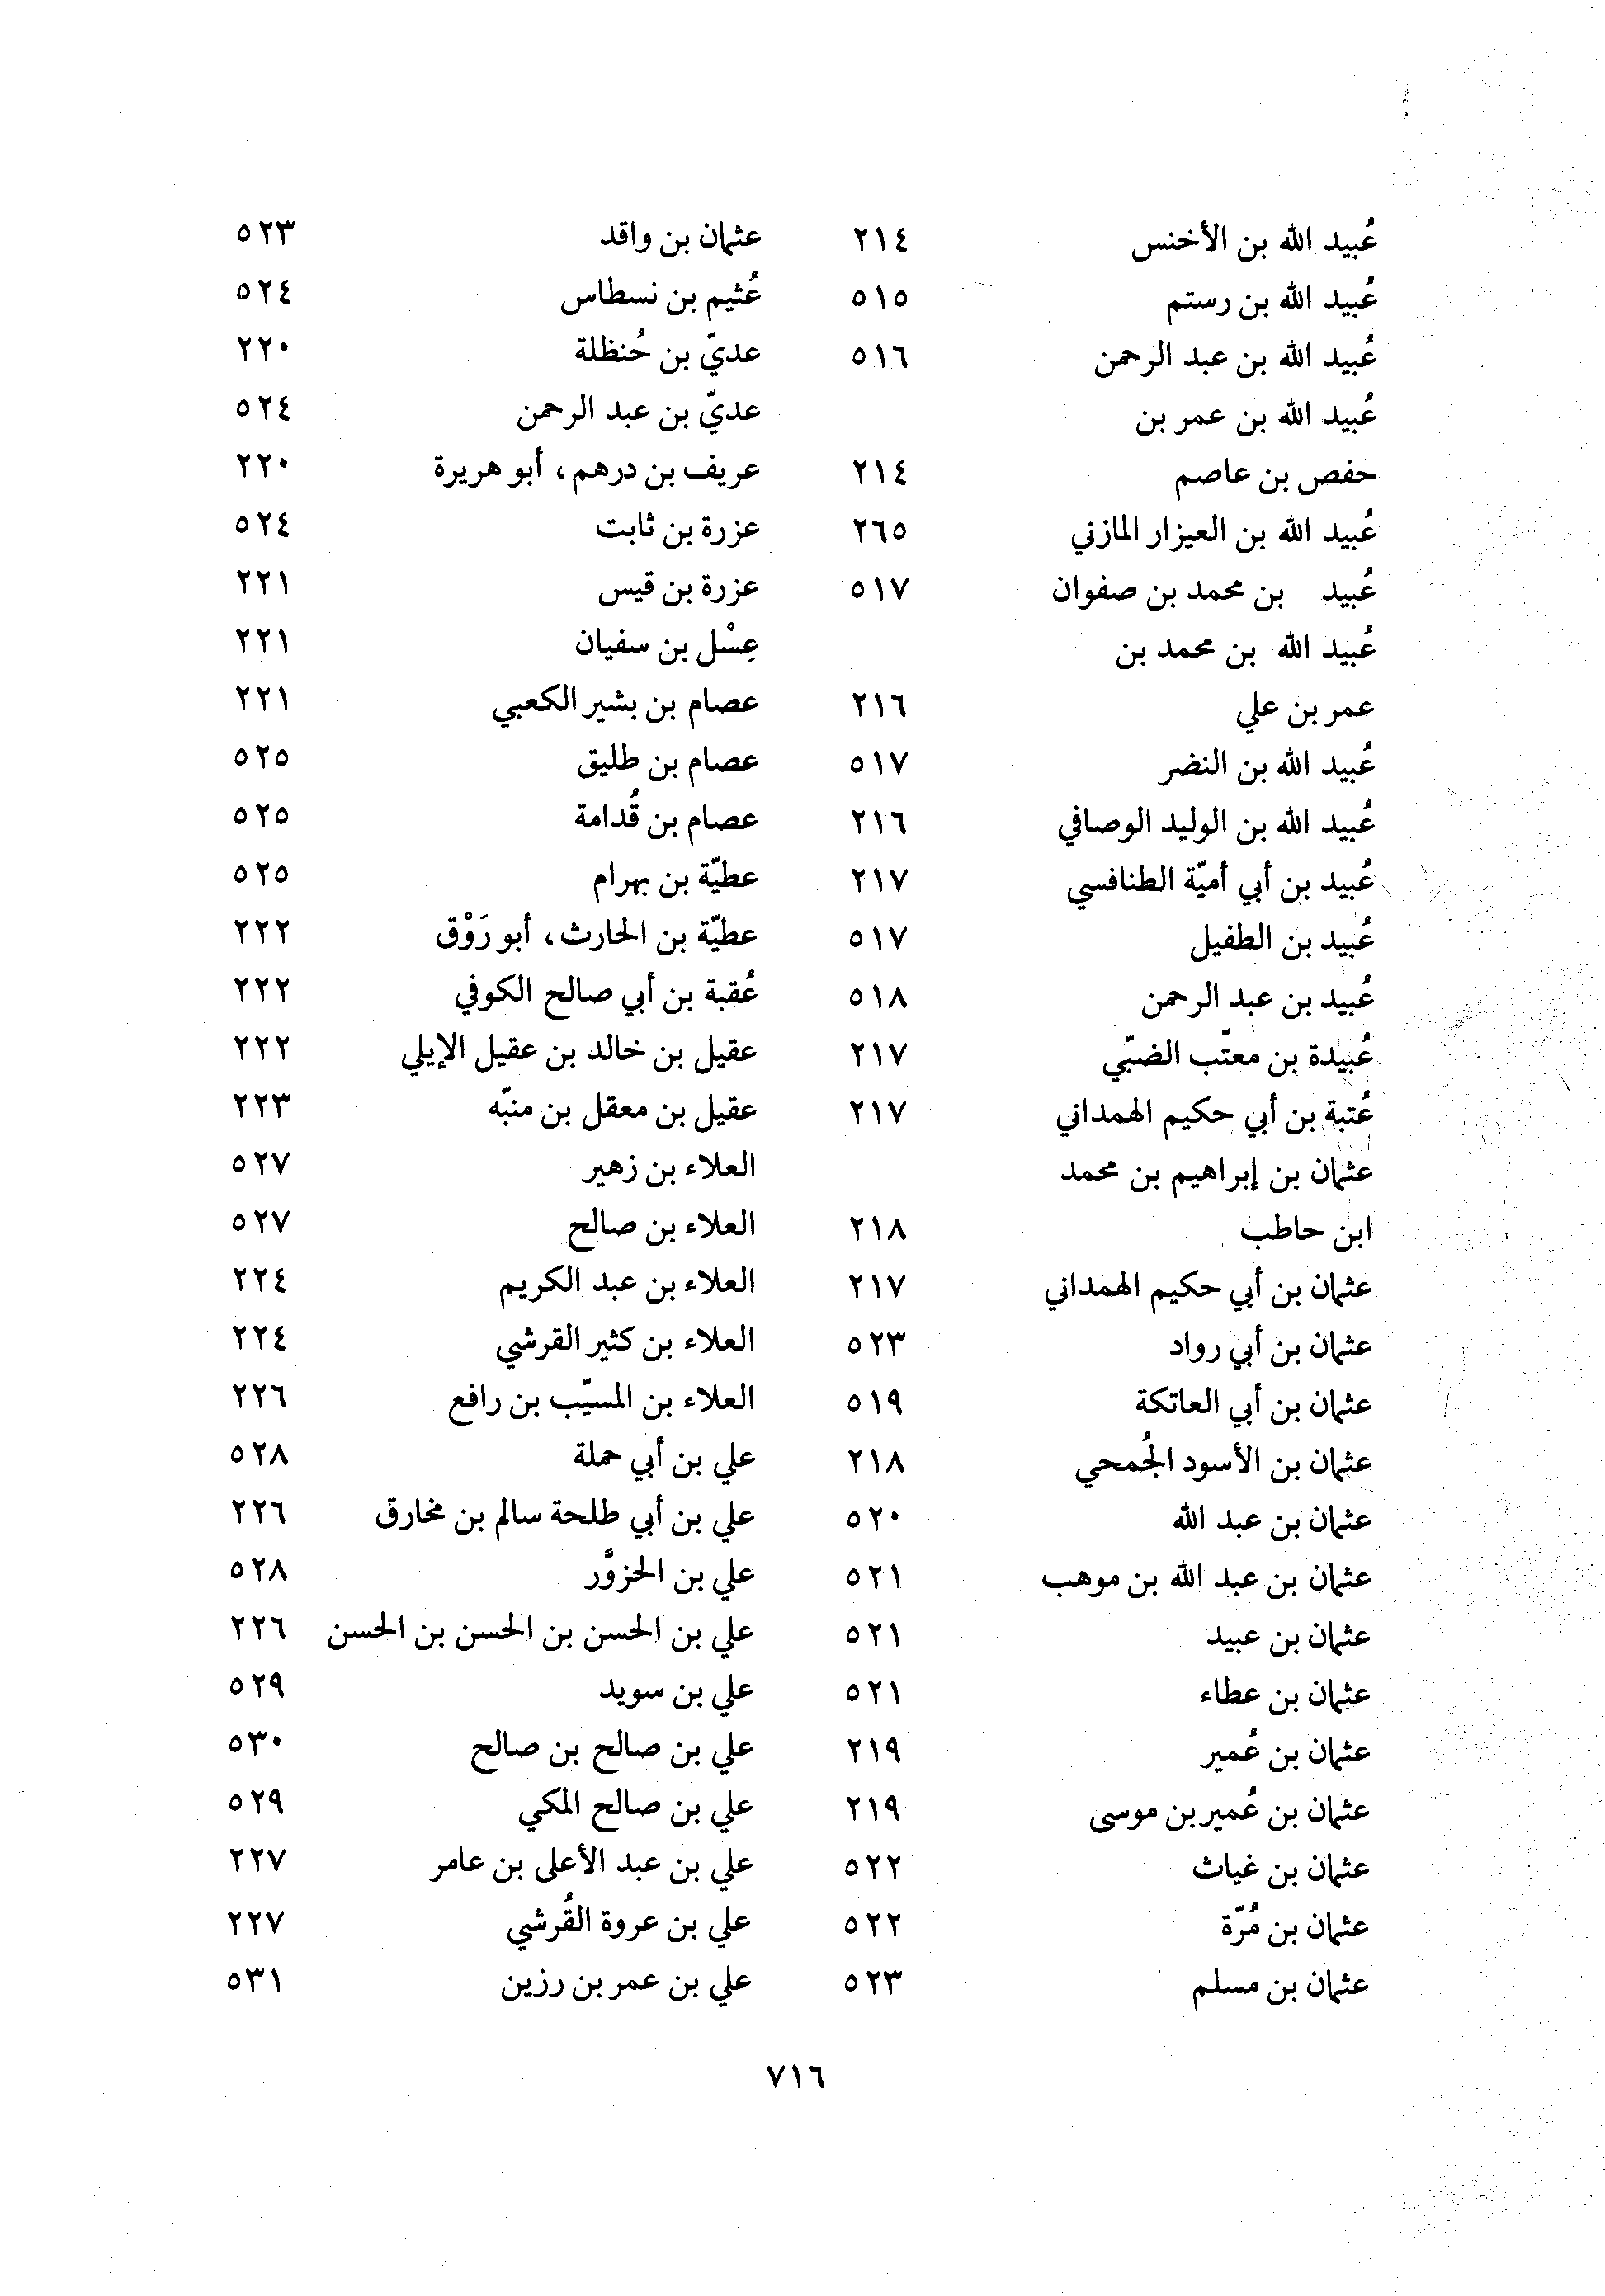 عُبيد الله بن الأخنس ٢١٤
عُبيد الله بن رستم ٥١٥
عُبيد الله بن عبد الرحمن ٥١٦
عُبيد الله بن عمر بن
حفص بن عاصم ٢١٤
عُبيد الله بن العيزار المازني ٢٦٥
عُبيد بن محمد بن صفوان ٥١٧
عُبيد الله بن محمد بن
عمر بن علي ٢١٦
عُبيد الله بن النضر ٥١٧
عُبيد الله بن الوليد الوصافي ٢١٦
عُبيد بن أبي أميّة الطنافسي ٢١٧
عُبيد بن الطفيل ٥١٧
عُبيد بن عبد الرحمن ٥١٨
عُبيدة بن معتّب الضبّي ٢١٧
عُتبة بن أبي حكيم الهمداني ٢١٧
عثمان بن إبراهيم بن محمد
ابن حاطب ٢١٨
عثمان بن أبي حكيم الهمداني ٢١٧
عثمان بن أبي رواد ٥٢٣
عثمان بن أبي العاتكة ٥١٩
عثمان بن الأسود الجُمحي ٢١٨
عثمان بن عبد الله ٥٢٠
عثمان بن عبد الله بن موهب ٥٢١
عثمان بن عبيد ٥٢١
عثمان بن عطاء ٥٢١
عثمان بن عُمير ٢١٩
عثمان بن عُمير بن موسى ٢١٩
عثمان بن غياث ٥٢٢
عثمان بن مُرّة ٥٢٢
عثمان بن مسلم ٥٢٣
عثمان بن واقد ٥٢٣
عُثيم بن نسطاس ٥٢٤
عديّ بن حُنظلة ٢٢٠
عديّ بن عبد الرحمن ٥٢٤
عريف بن درهم، أبو هريرة ٢٢٠
عزرة بن ثابت ٥٢٤
عزرة بن قيس ٢٢١
عِسْل بن سفيان ٢٢١
عصام بن بشير الكعبي ٢٢١
عصام بن طليق ٥٢٥
عصام بن قُدامة ٥٢٥
عطيّة بن بهرام ٥٢٥
عطيّة بن الحارث، أبو رَوْق ٢٢٢
عُقبة بن أبي صالح الكوفي ٢٢٢
عقيل بن خالد بن عقيل الإيلي ٢٢٢
عقيل بن معقل بن منبّه ٢٢٣
العلاء بن زهير ٥٢٧
العلاء بن صالح ٥٢٧
العلاء بن عبد الكريم ٢٢٤
العلاء بن كثير القرشي ٢٢٤
العلاء بن المسيّب بن رافع ٢٢٦
علي بن أبي حملة ٥٢٨
علي بن أبي طلحة سالم بن مخارق ٢٢٦
علي بن الحزوَّر ٥٢٨
علي بن الحسن بن الحسن بن الحسن ٢٢٦
علي بن سويد ٥٢٩
علي بن صالح بن صالح ٥٣٠
علي بن صالح المكي ٥٢٩
علي بن عبد الأعلى بن عامر ٢٢٧
علي بن عروة القُرشي ٢٢٧
علي بن عمر بن رزين ٥٣١
٧١٦